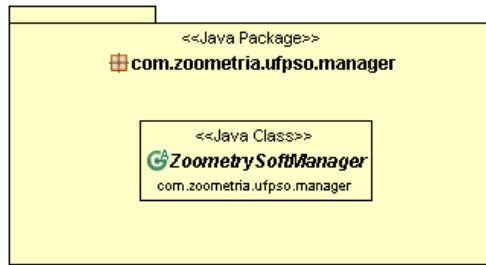 <<Java Package>>
com.zoometria.ufpso.manager
<<Java Class>>
ZoometrySoftManager
com.zoometria.ufpso.manager